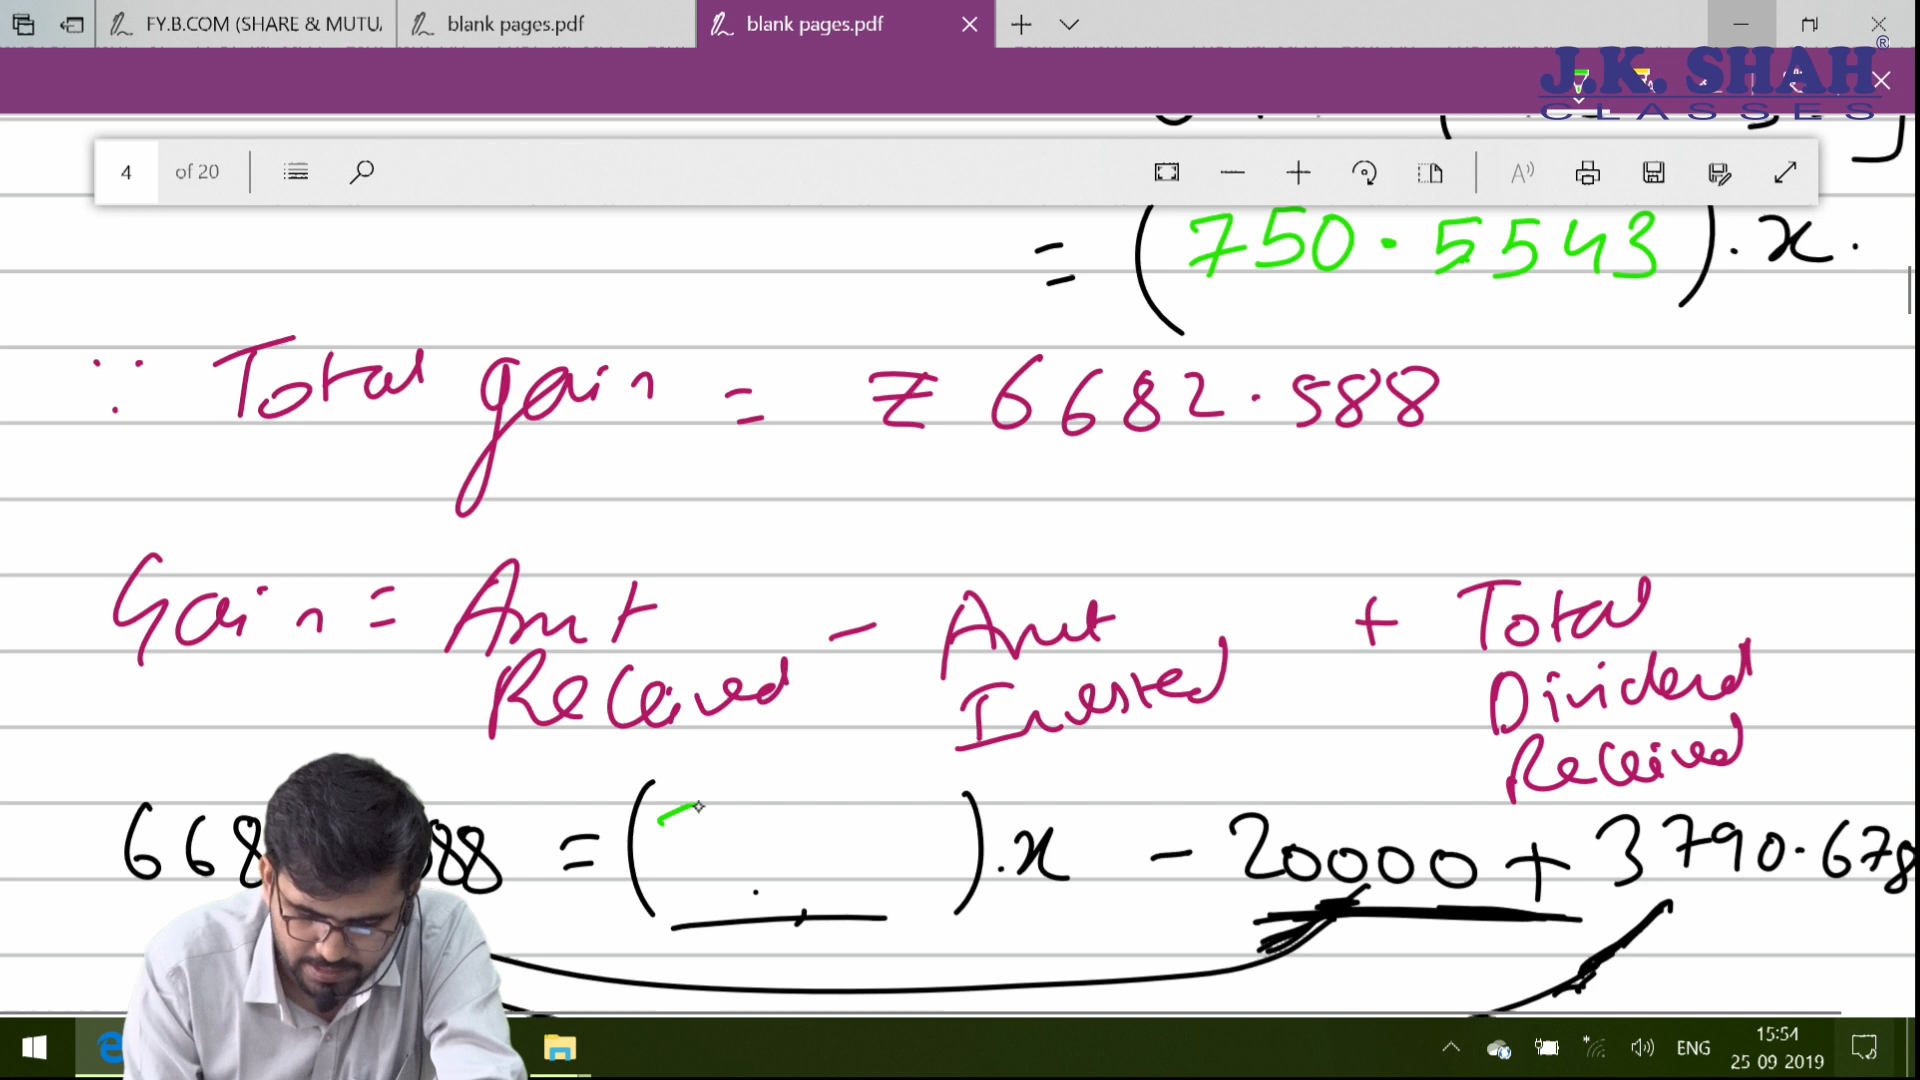 FY.B.COM (SHARE & MUTU
blank pages.pdf
blank pages.pdf
J.K. SHAH®
CLASSES
4 of 20
= (750.5543).x.
∵ Total gain = ₹ 6682.588
Gain = Amt Received - Amt Invested + Total Dividend Received
668 88 = ( . ).x - 20000 + 3790.678
ENG
15:54
25 09 2019